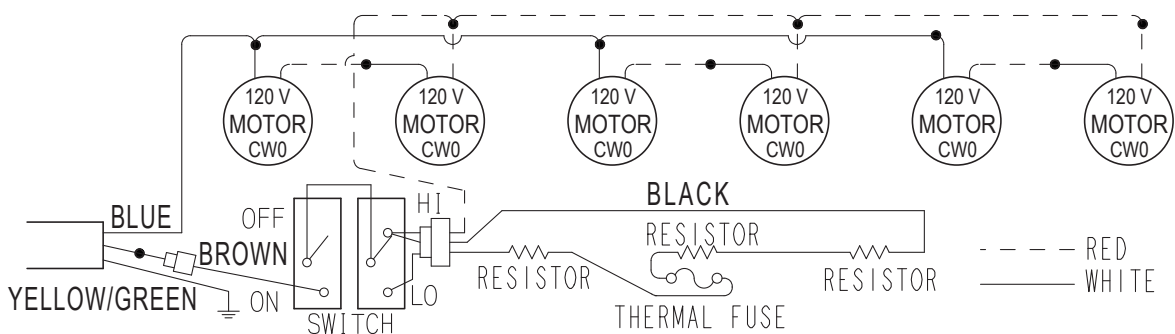 120 V
MOTOR
CW0
120 V
MOTOR
CW0
120 V
MOTOR
CW0
120 V
MOTOR
CW0
120 V
MOTOR
CW0
120 V
MOTOR
CW0
BLUE
BROWN
YELLOW/GREEN
OFF
ON
SWITCH
HI
LO
BLACK
RESISTOR
RESISTOR
RESISTOR
THERMAL FUSE
RED
WHITE